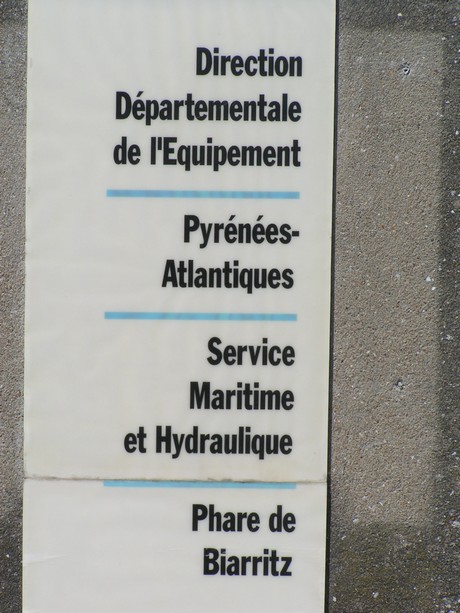 Direction
Départementale
de l'Equipement
Pyrénées-
Atlantiques
Service
Maritime
et Hydraulique
Phare de
Biarritz